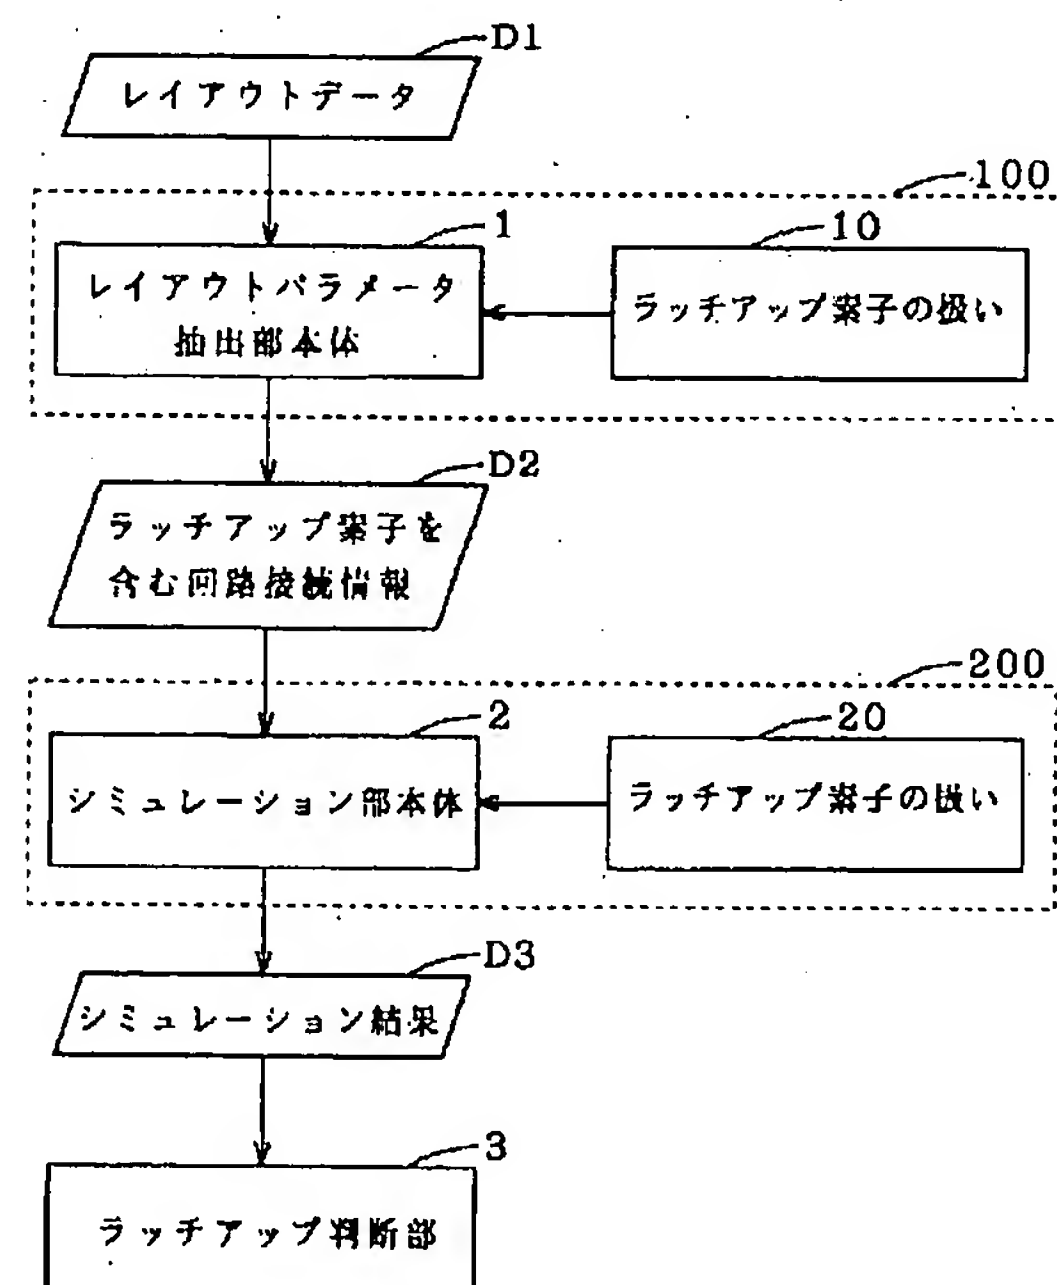 D1
レイアウトデータ
100
1
10
レイアウトパラメータ
抽出部本体
ラッチアップ素子の扱い
D2
ラッチアップ素子を
含む回路接続情報
200
2
20
シミュレーション部本体
ラッチアップ素子の扱い
D3
シミュレーション結果
3
ラッチアップ判断部